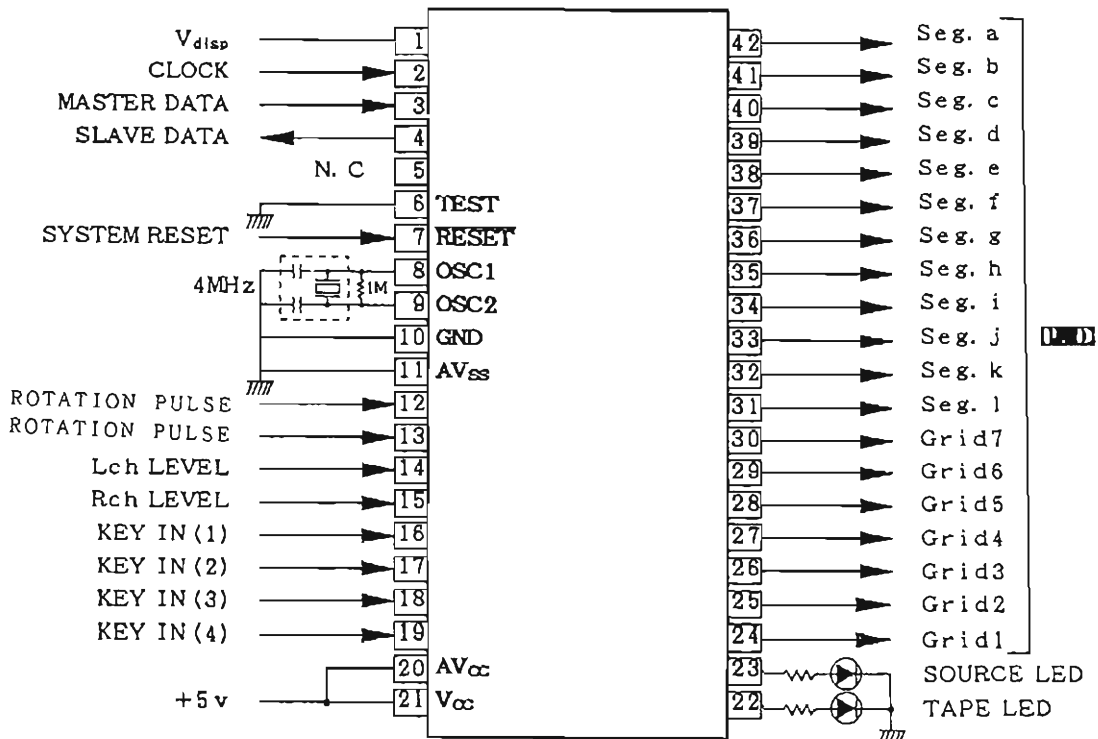 Vdisp
CLOCK
MASTER DATA
SLAVE DATA
N. C
SYSTEM RESET
4MHz
1M
ROTATION PULSE
ROTATION PULSE
Lch LEVEL
Rch LEVEL
KEY IN (1)
KEY IN (2)
KEY IN (3)
KEY IN (4)
+5v
1
2
3
4
5
6 TEST
7 RESET
8 OSC1
9 OSC2
10 GND
11 AVss
12
13
14
15
16
17
18
19
20 AVcc
21 Vcc
42 Seg. a
41 Seg. b
40 Seg. c
39 Seg. d
38 Seg. e
37 Seg. f
36 Seg. g
35 Seg. h
34 Seg. i
33 Seg. j
32 Seg. k
31 Seg. l
30 Grid7
29 Grid6
28 Grid5
27 Grid4
26 Grid3
25 Grid2
24 Grid1
23 SOURCE LED
22 TAPE LED